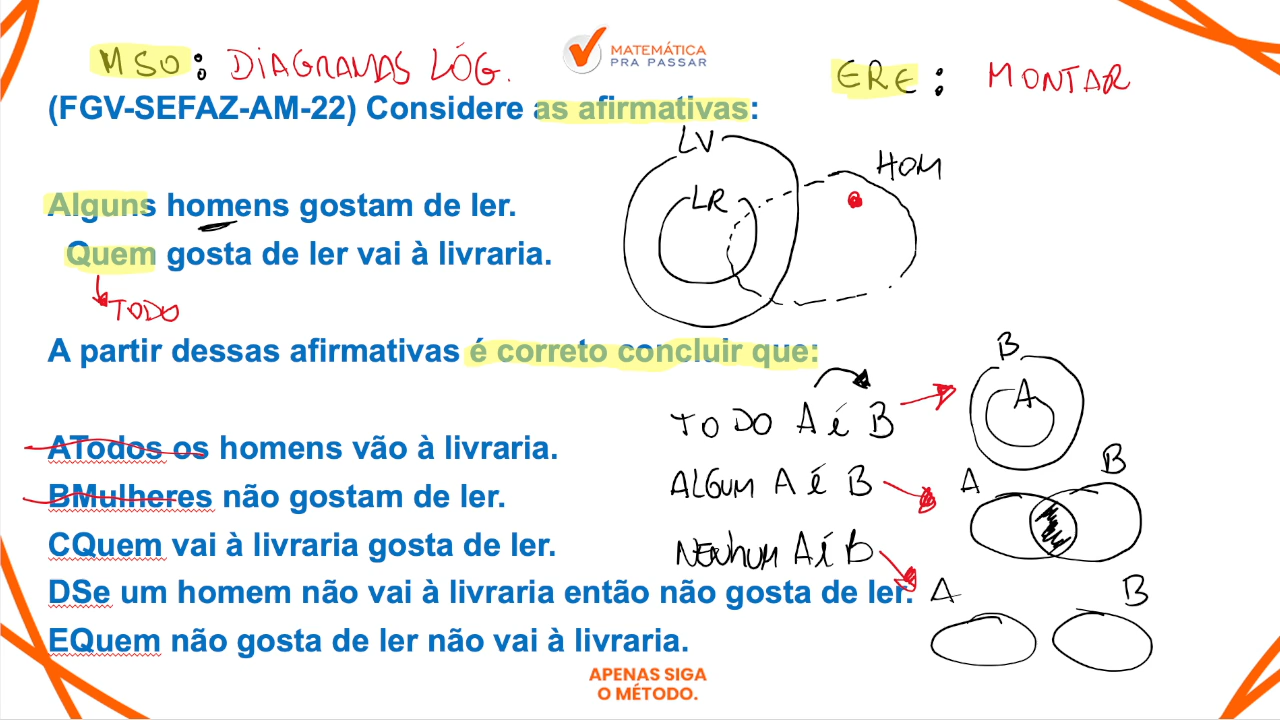 MSO: DIAGRAMAS LÓG.
MATEMÁTICA
PRA PASSAR
ERE: MONTAR
(FGV-SEFAZ-AM-22) Considere as afirmativas:
LV
HOM
LR
Alguns homens gostam de ler.
Quem gosta de ler vai à livraria.
TODO
A partir dessas afirmativas é correto concluir que:
B
A
TODO A é B
ATodos os homens vão à livraria.
A B
ALGUM A é B
BMulheres não gostam de ler.
CQuem vai à livraria gosta de ler.
NENHUM A é B
DSe um homem não vai à livraria então não gosta de ler.
A B
EQuem não gosta de ler não vai à livraria.
APENAS SIGA
O MÉTODO.